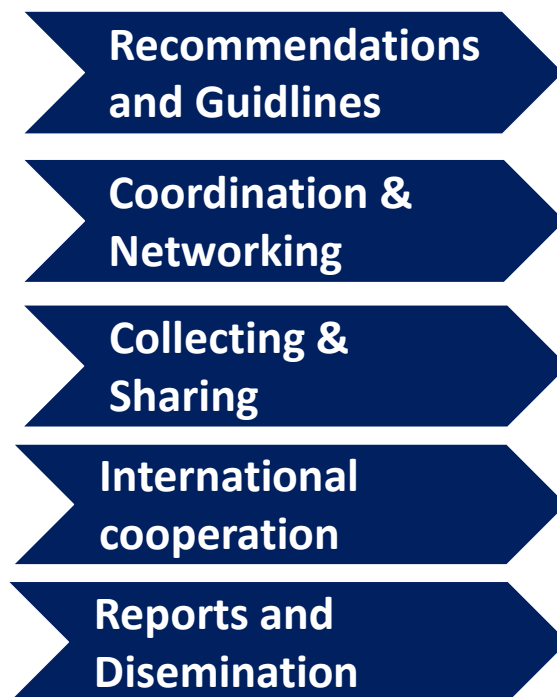 Recommendations
and Guidlines
Coordination &
Networking
Collecting &
Sharing
International
cooperation
Reports and
Disemination